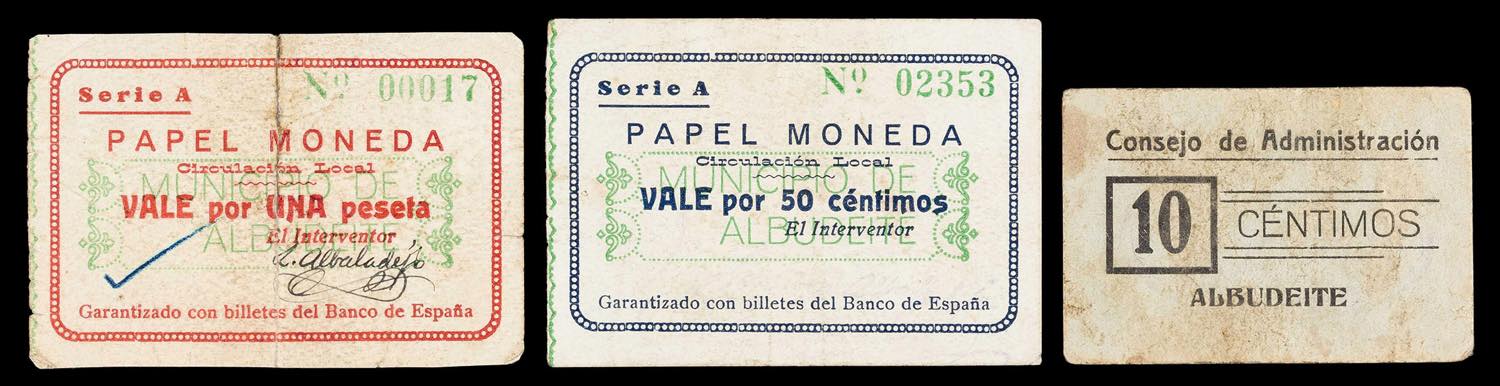 Serie A Nº 00017
PAPEL MONEDA
Circulación Local
MUNICIPIO DE
VALE por UNA peseta
ALBUDEITE
El Interventor
L. Albaladejo
Garantizado con billetes del Banco de España
Serie A Nº 02353
PAPEL MONEDA
Circulación Local
MUNICIPIO DE
VALE por 50 céntimos
ALBUDEITE
El Interventor
Garantizado con billetes del Banco de España
Consejo de Administración
10 CÉNTIMOS
ALBUDEITE